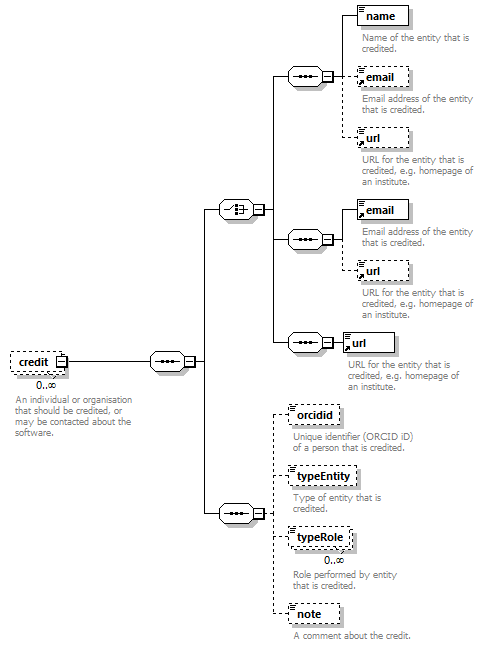 name
Name of the entity that is
credited.
email
Email address of the entity
that is credited.
url
URL for the entity that is
credited, e.g. homepage of
an institute.
email
Email address of the entity
that is credited.
url
URL for the entity that is
credited, e.g. homepage of
an institute.
url
URL for the entity that is
credited, e.g. homepage of
an institute.
credit
0..∞
An individual or organisation
that should be credited, or
may be contacted about the
software.
orcidid
Unique identifier (ORCID iD)
of a person that is credited.
typeEntity
Type of entity that is
credited.
typeRole
0..∞
Role performed by entity
that is credited.
note
A comment about the credit.